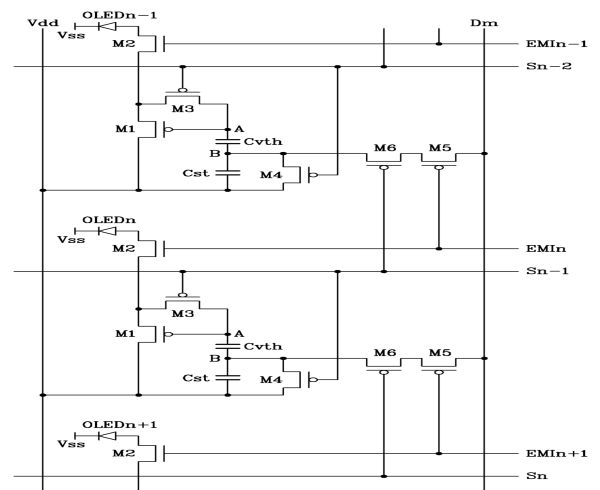 Vdd OLEDn-1 Dm
Vss M2 EMIn-1
Sn-2
M3
M1 A
Cvth
B M6 M5
Cst M4
OLEDn
Vss M2 EMIn
Sn-1
M3
M1 A
Cvth
B M6 M5
Cst M4
OLEDn+1
Vss M2 EMIn+1
Sn